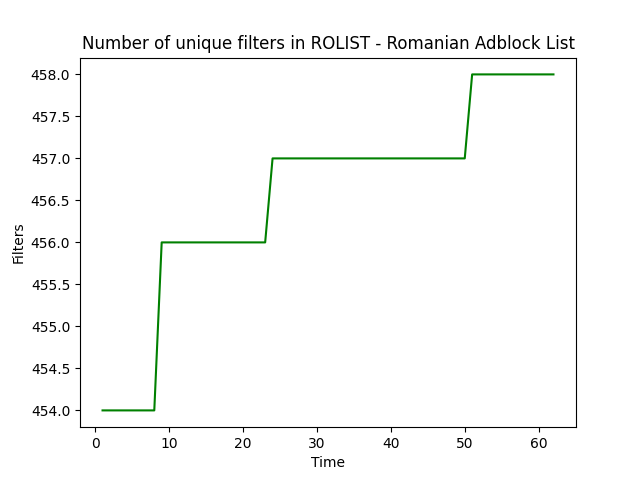 Number of unique filters in ROLIST - Romanian Adblock List
458.0
457.5
457.0
456.5
456.0
455.5
455.0
454.5
454.0
Filters
0 10 20 30 40 50 60
Time